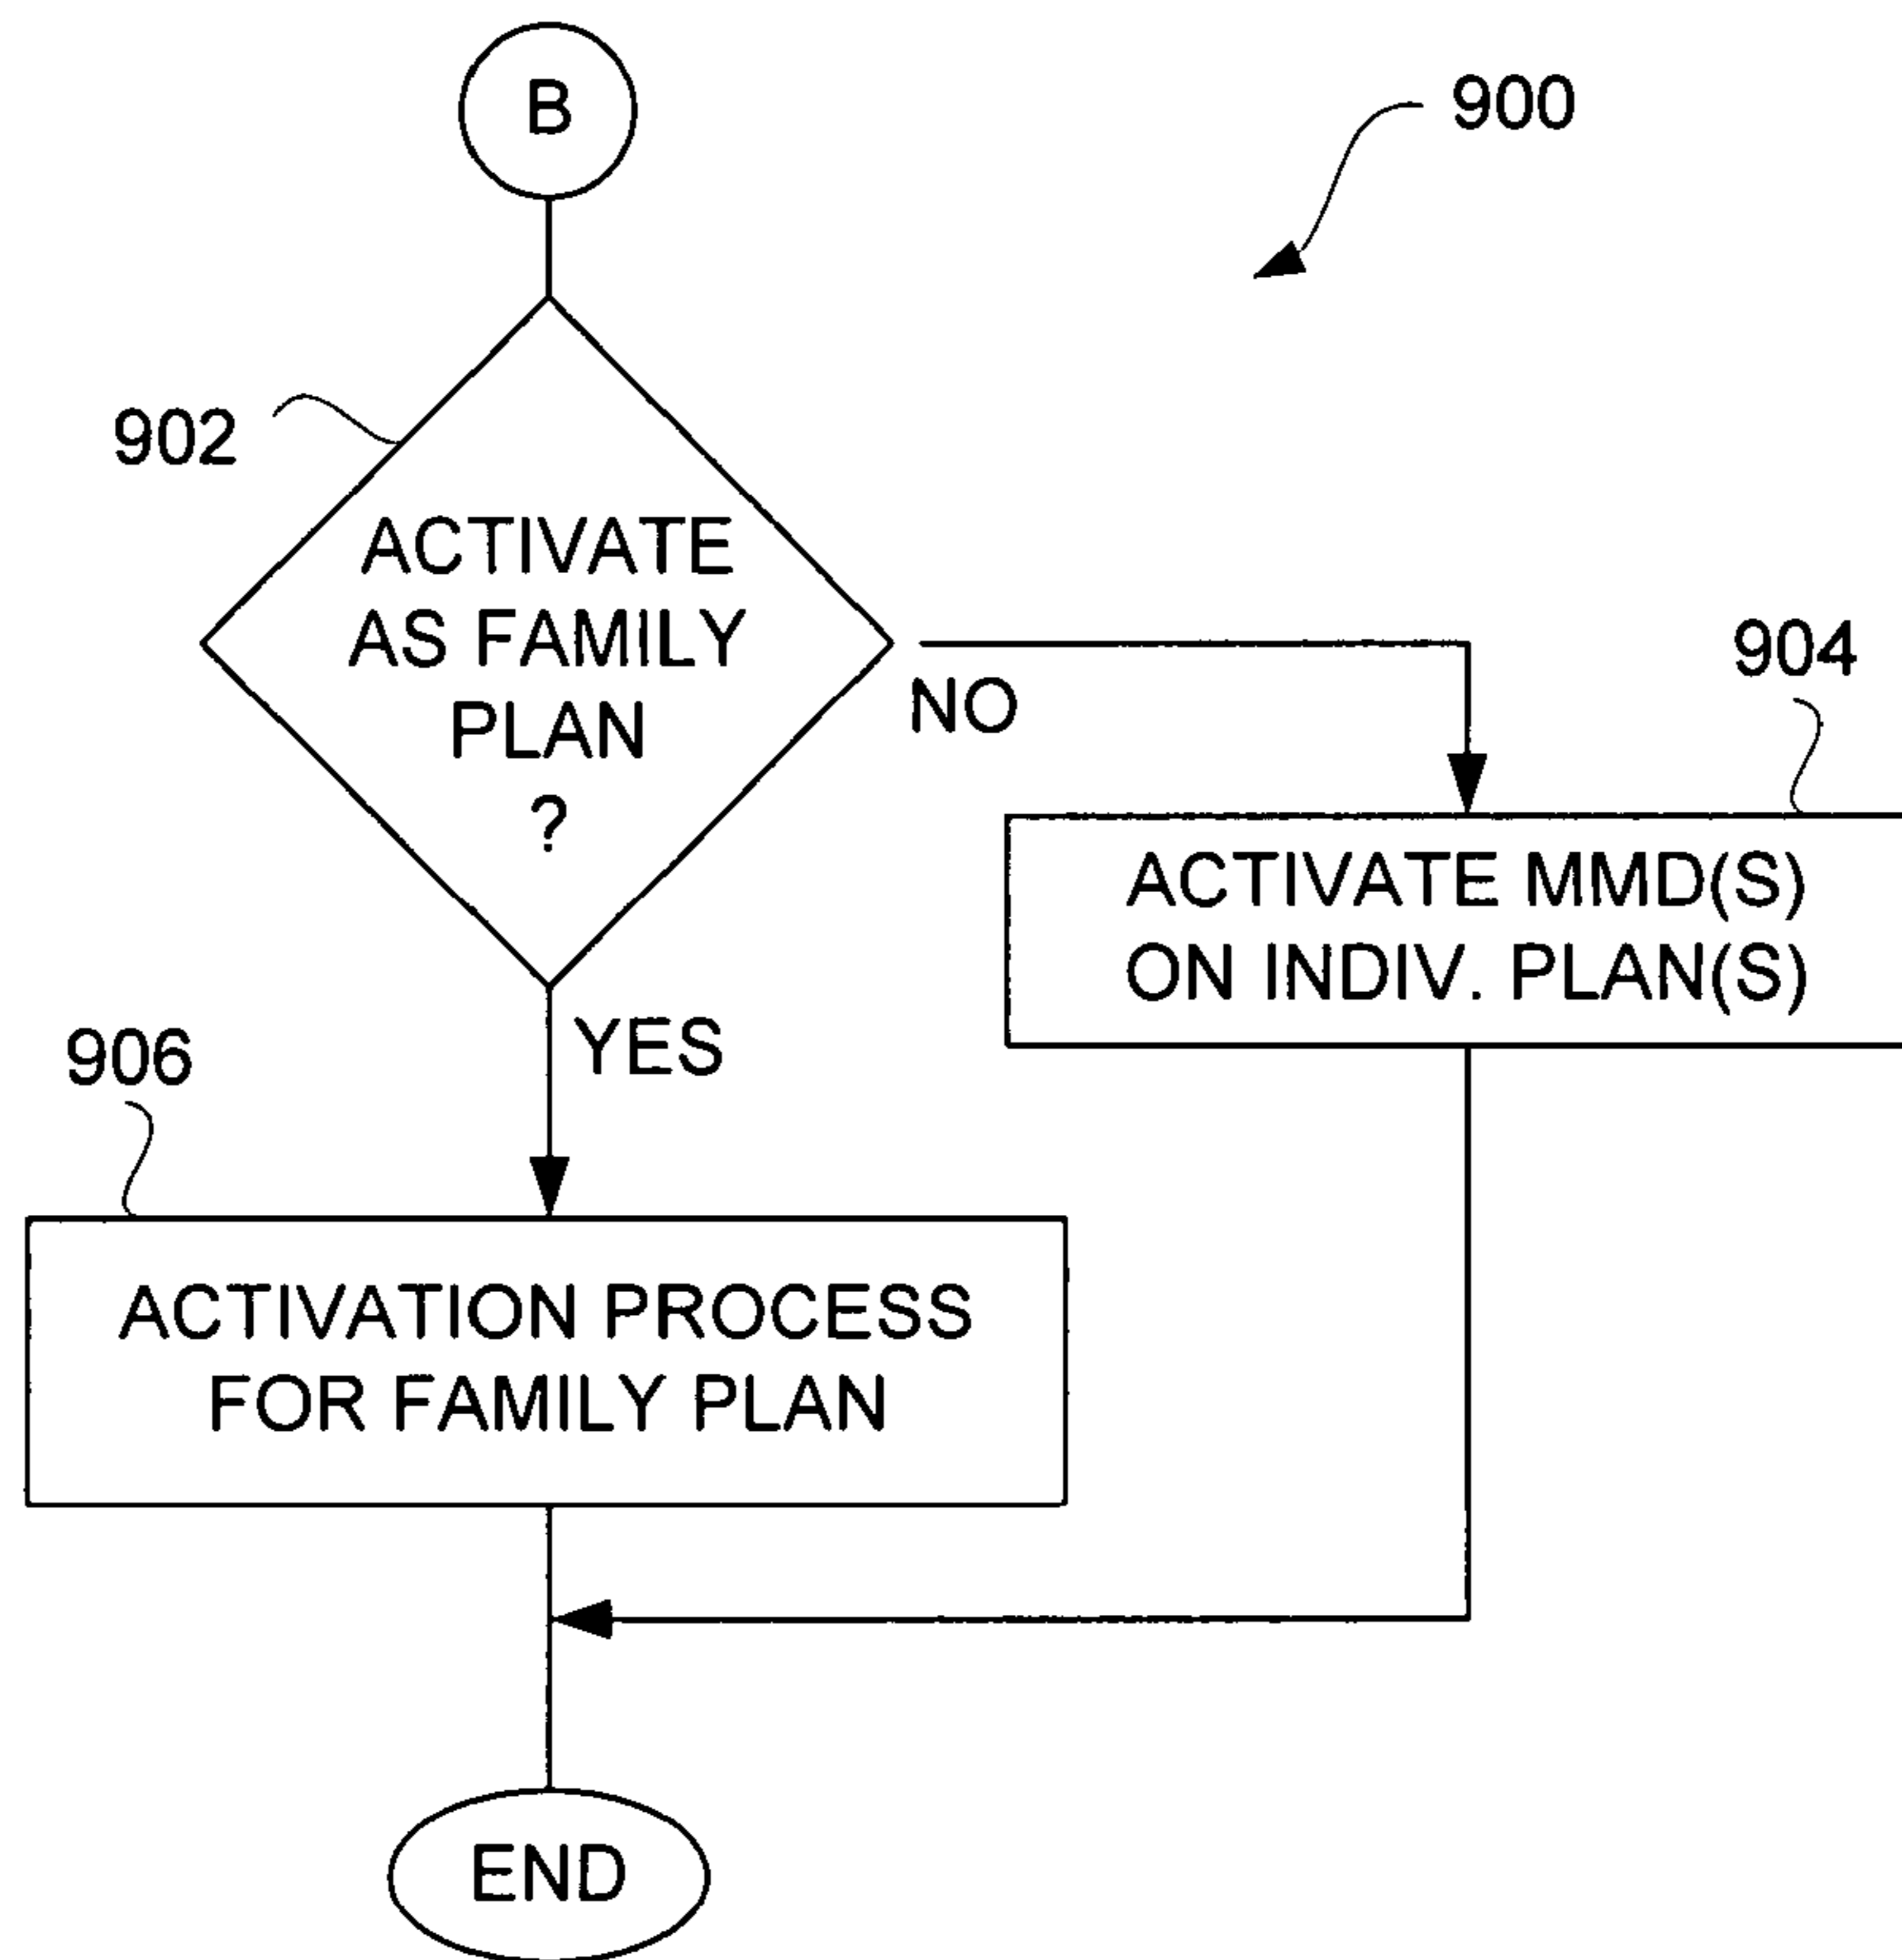 B
900
902
ACTIVATE
AS FAMILY
PLAN
?
NO
904
ACTIVATE MMD(S)
ON INDIV. PLAN(S)
YES
906
ACTIVATION PROCESS
FOR FAMILY PLAN
END